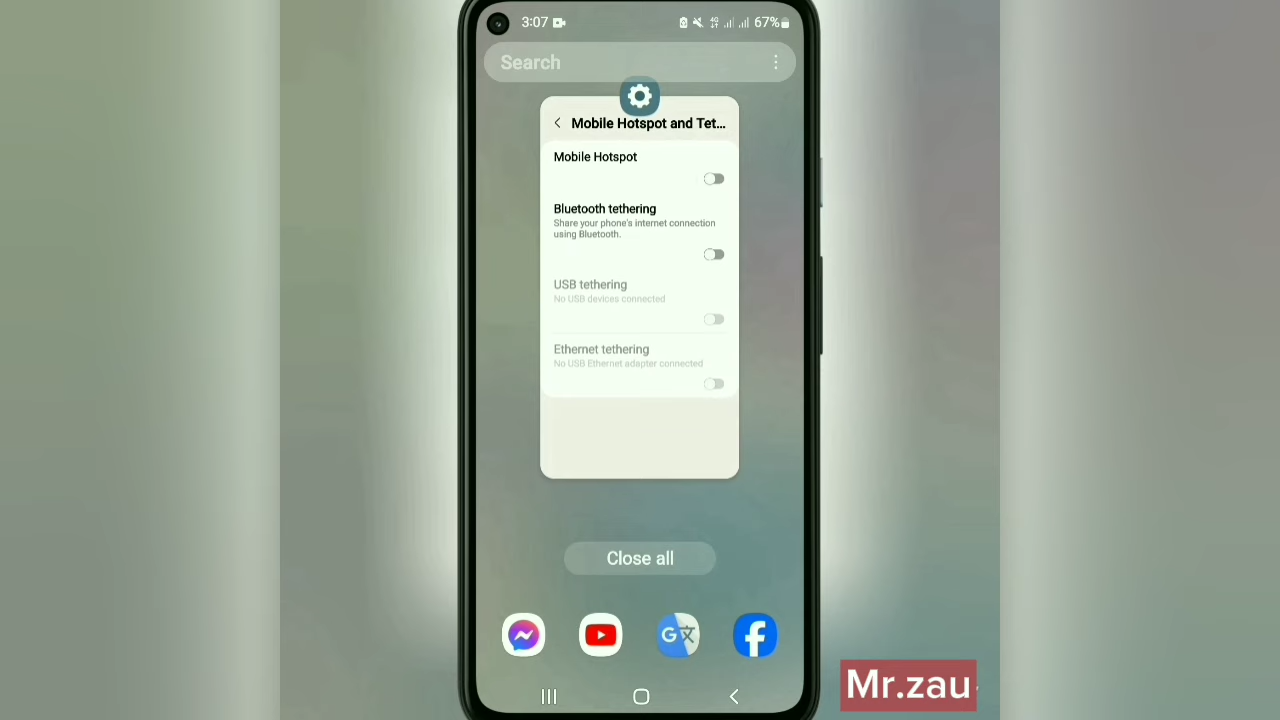 3:07
67%
Search
Mobile Hotspot and Tet...
Mobile Hotspot
Bluetooth tethering
Share your phone's internet connection
using Bluetooth.
USB tethering
No USB devices connected
Ethernet tethering
No USB Ethernet adapter connected
Close all
Mr.zau